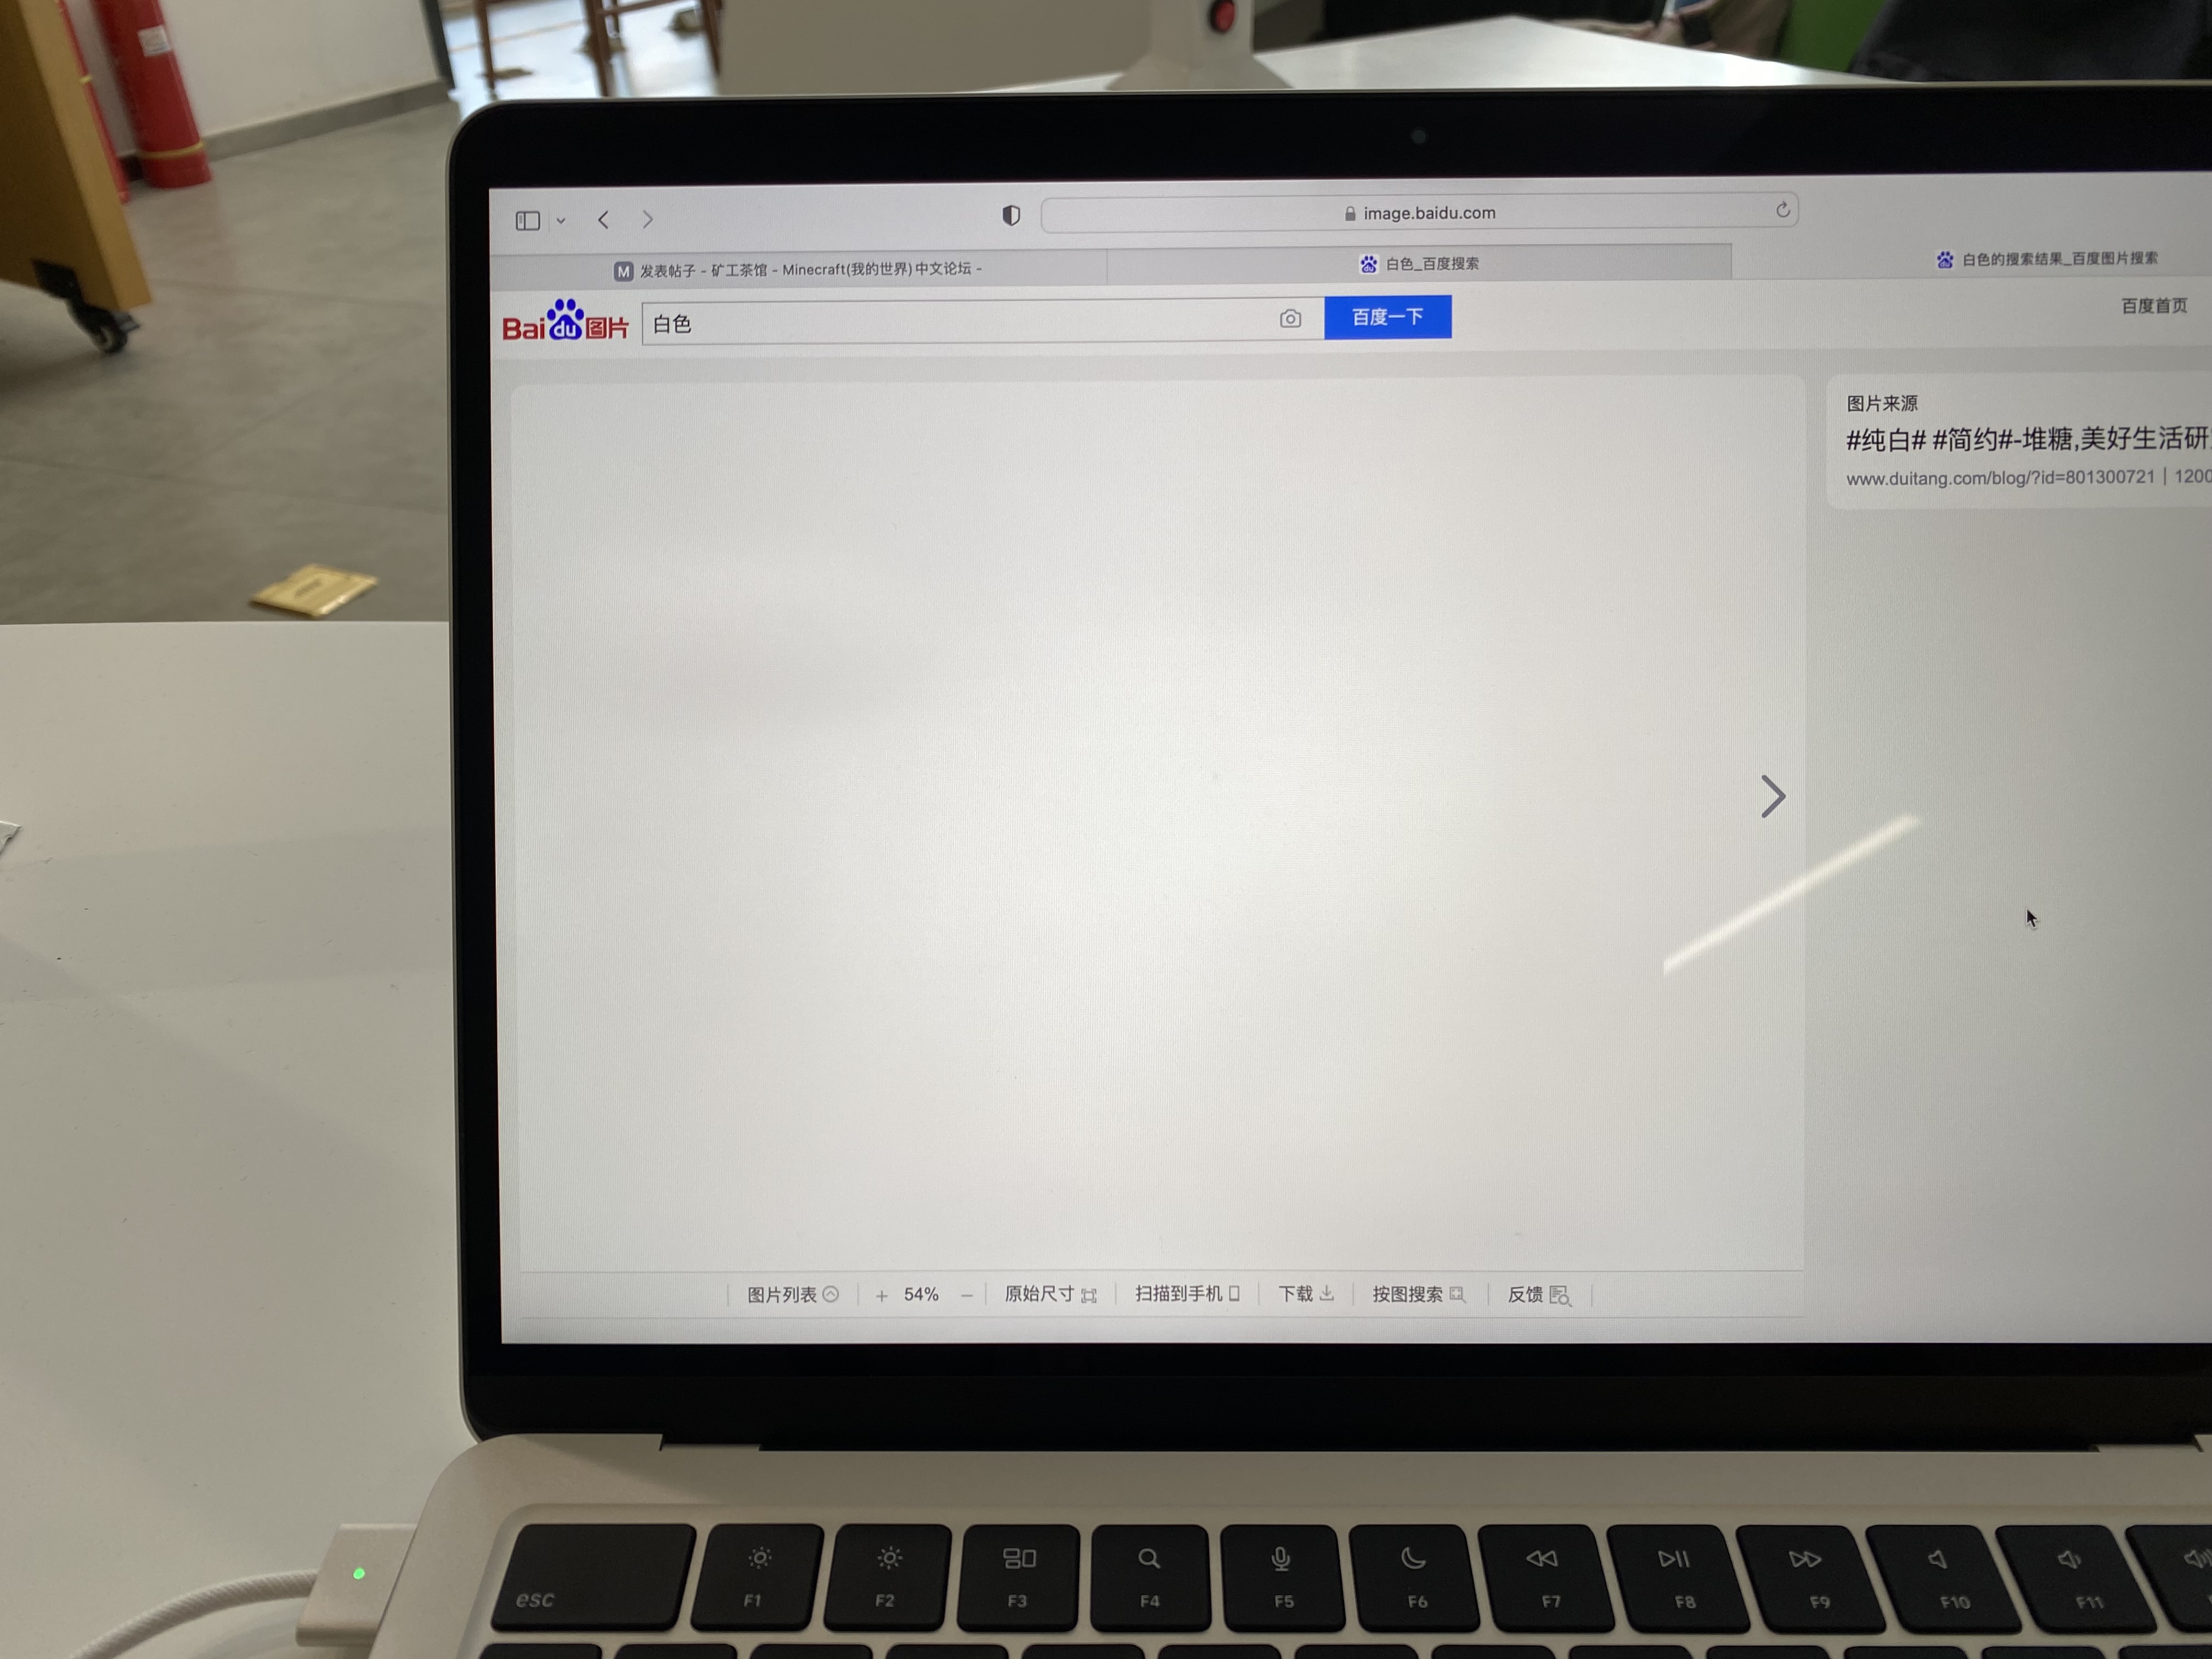 image.baidu.com
M 发表帖子 - 矿工茶馆 - Minecraft(我的世界)中文论坛 -
白色_百度搜索
白色的搜索结果_百度图片搜索
Bai du 图片
白色
百度一下
百度首页
图片来源
#纯白# #简约#-堆糖,美好生活研
www.duitang.com/blog/?id=801300721 | 1200
图片列表 + 54% - 原始尺寸 扫描到手机 下载 按图搜索 反馈
esc F1 F2 F3 F4 F5 F6 F7 F8 F9 F10 F11